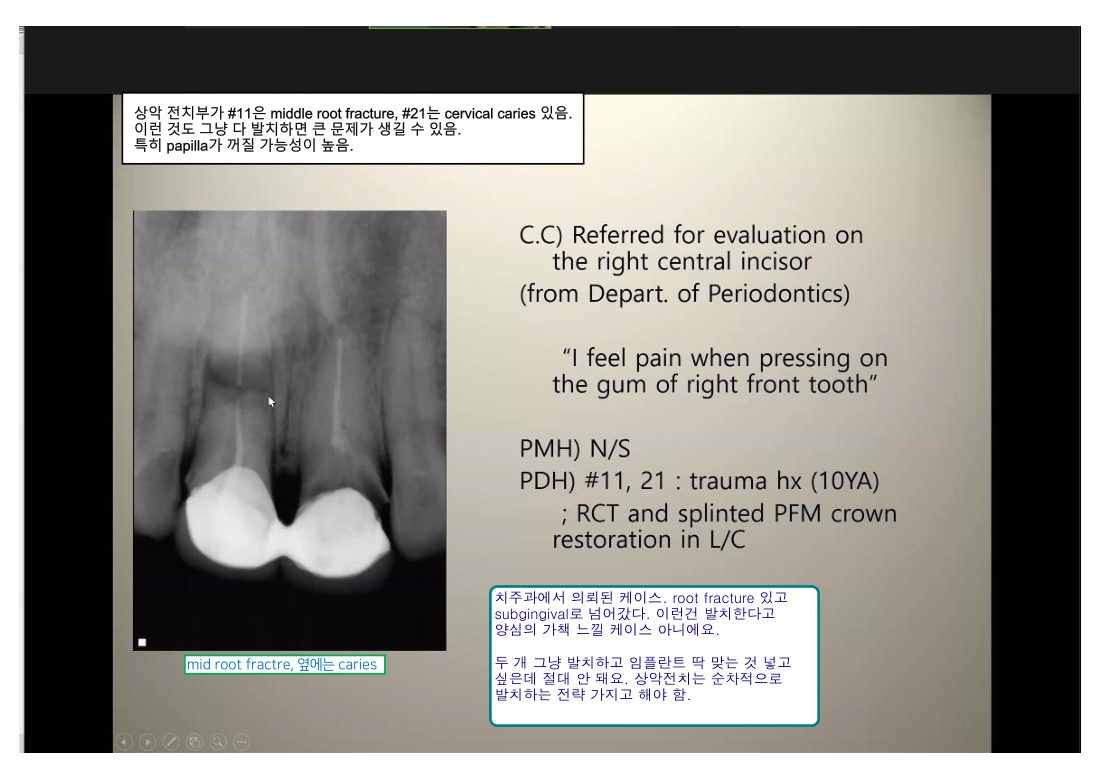 상악 전치부가 #11은 middle root fracture, #21는 cervical caries 있음.
이런 것도 그냥 다 발치하면 큰 문제가 생길 수 있음.
특히 papilla가 꺼질 가능성이 높음.
C.C) Referred for evaluation on
the right central incisor
(from Depart. of Periodontics)
“I feel pain when pressing on
the gum of right front tooth”
PMH) N/S
PDH) #11, 21 : trauma hx (10YA)
; RCT and splinted PFM crown
restoration in L/C
mid root fractre, 옆에는 caries
치주과에서 의뢰된 케이스. root fracture 있고
subgingival로 넘어갔다. 이런건 발치한다고
양심의 가책 느낄 케이스 아니에요.
두 개 그냥 발치하고 임플란트 딱 맞는 것 넣고
싶은데 절대 안 돼요. 상악전치는 순차적으로
발치하는 전략 가지고 해야 함.